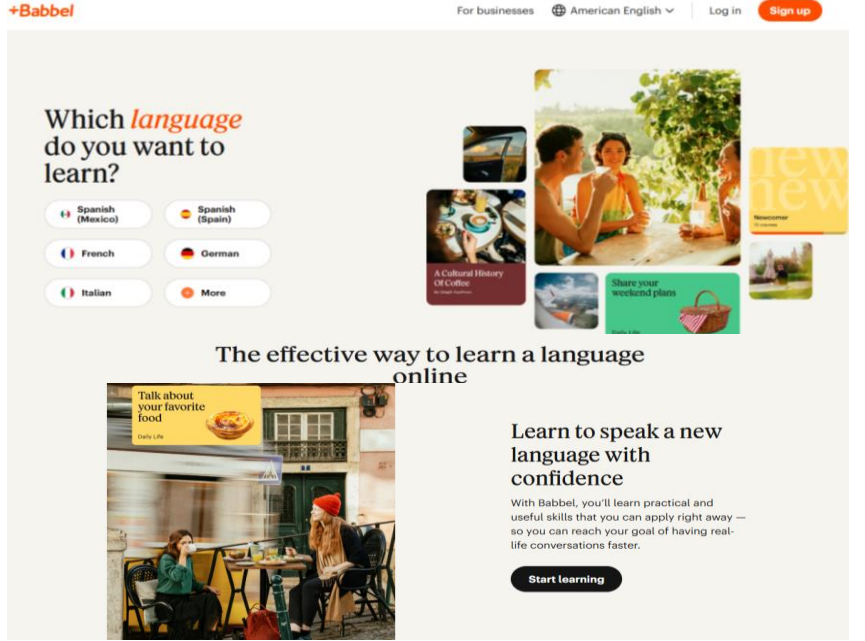 +Babbel
For businesses
American English
Log in
Sign up
Which language
do you want to
learn?
Spanish
(Mexico)
Spanish
(Spain)
French
German
Italian
More
new
new
Newcomer
A Cultural History
Of Coffee
Share your
weekend plans
Daily Life
The effective way to learn a language
online
Talk about
your favorite
food
Daily Life
Learn to speak a new
language with
confidence
With Babbel, you'll learn practical and
useful skills that you can apply right away —
so you can reach your goal of having real-
life conversations faster.
Start learning